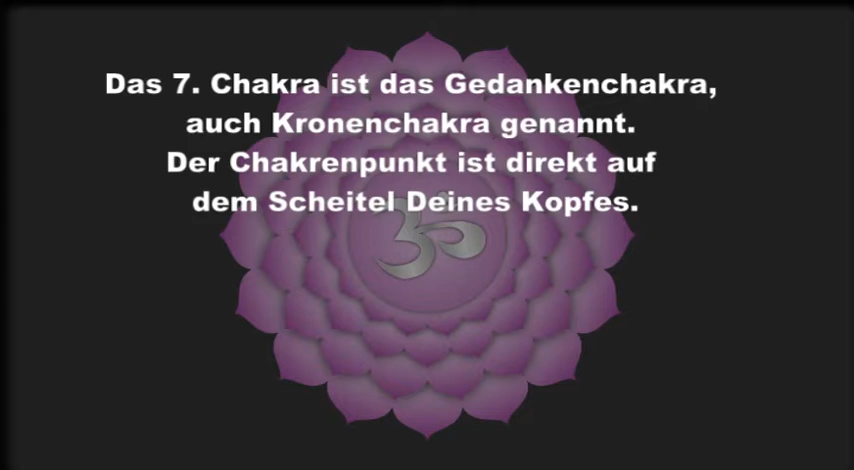 Das 7. Chakra ist das Gedankenchakra,
auch Kronenchakra genannt.
Der Chakrenpunkt ist direkt auf
dem Scheitel Deines Kopfes.
ॐ